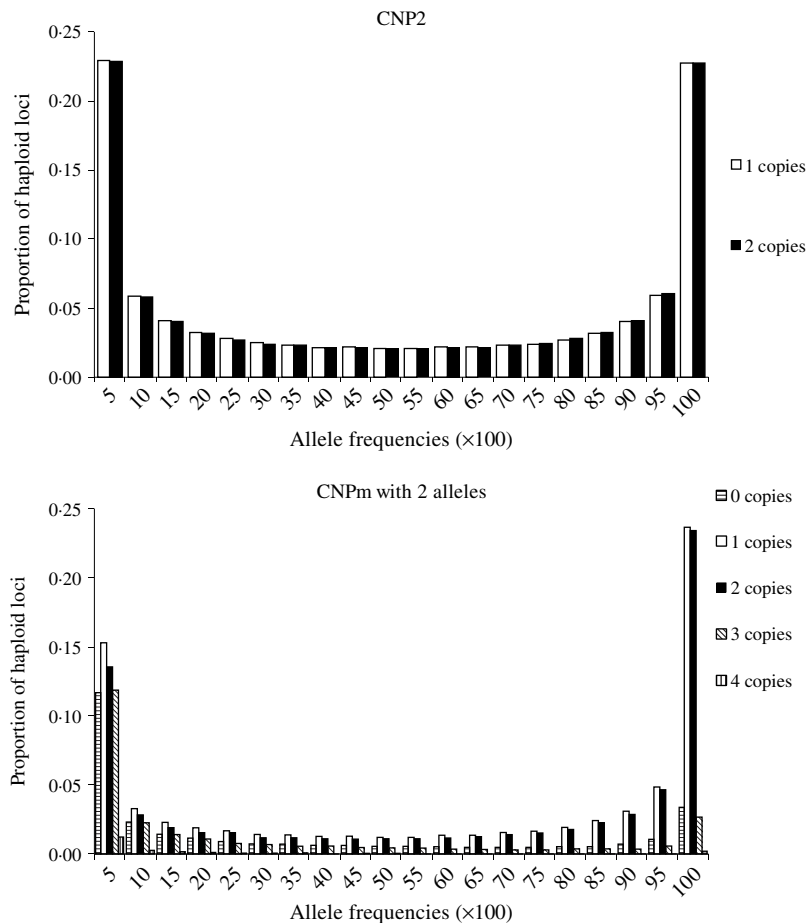 CNP2
0·25
0·20
0·15
0·10
0·05
0·00
Proportion of haploid loci
5 10 15 20 25 30 35 40 45 50 55 60 65 70 75 80 85 90 95 100
Allele frequencies (×100)
1 copies
2 copies
CNPm with 2 alleles
0·25
0·20
0·15
0·10
0·05
0·00
Proportion of haploid loci
5 10 15 20 25 30 35 40 45 50 55 60 65 70 75 80 85 90 95 100
Allele frequencies (×100)
0 copies
1 copies
2 copies
3 copies
4 copies